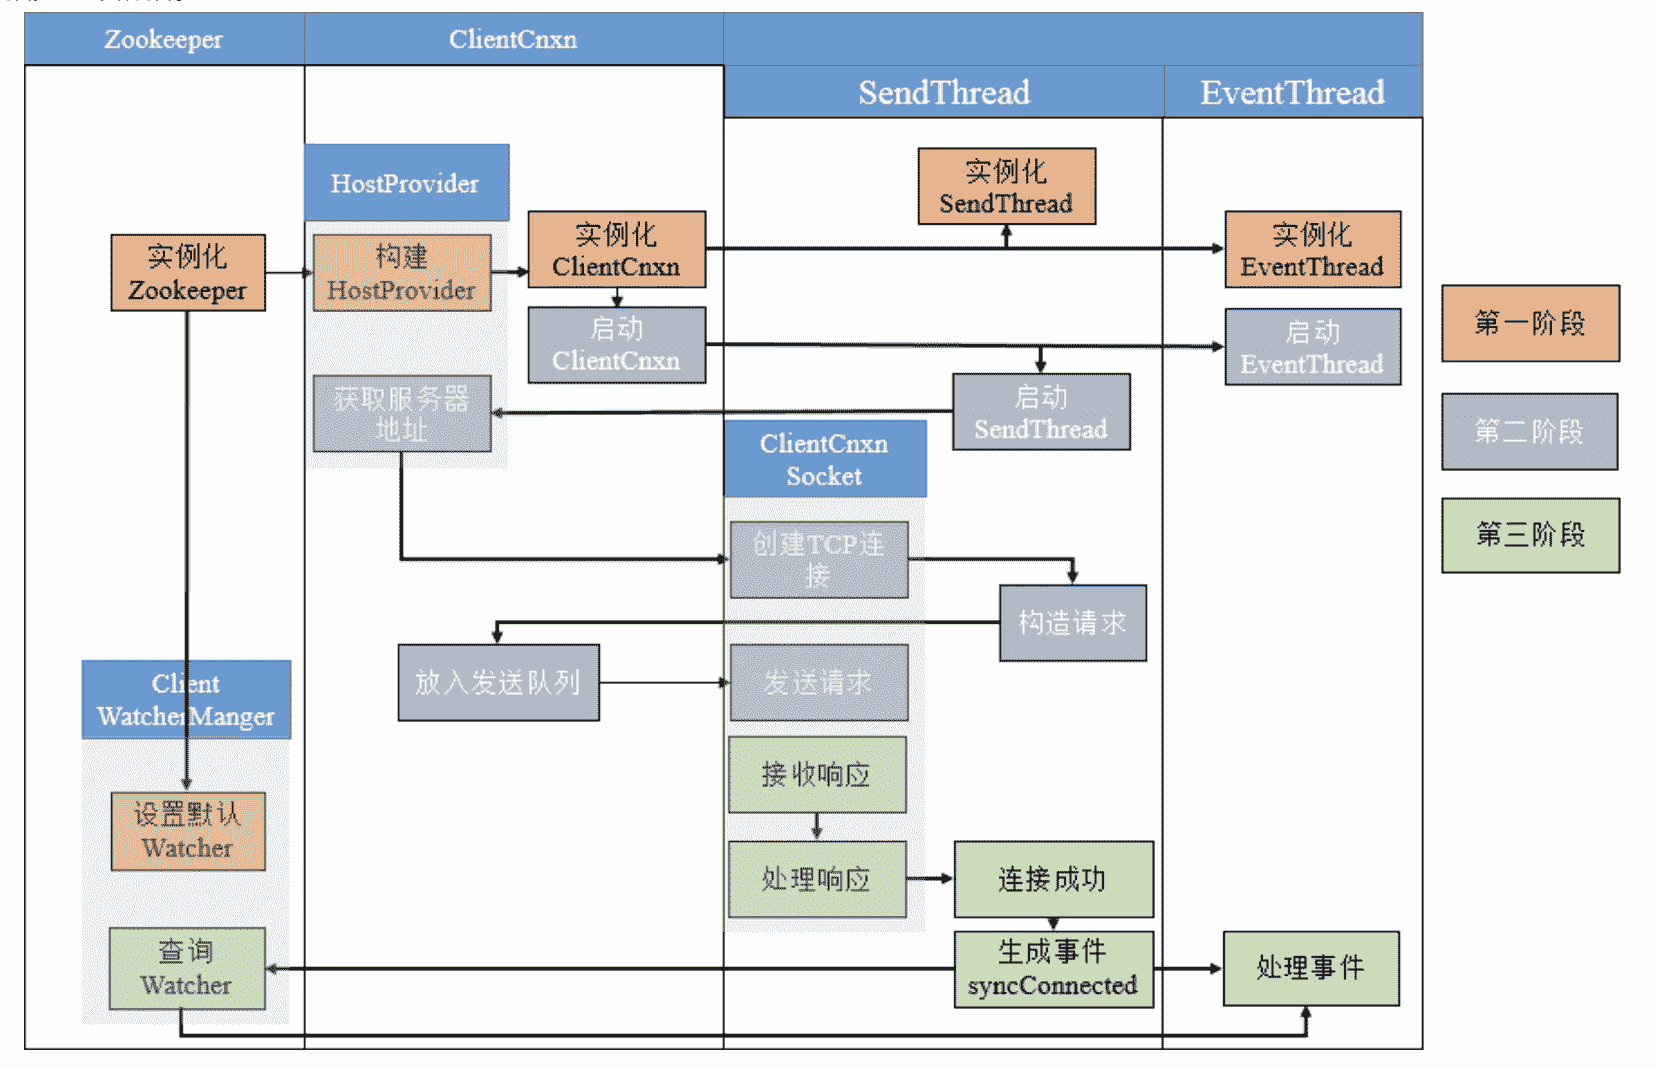 Zookeeper
ClientCnxn
SendThread
EventThread
HostProvider
实例化
SendThread
实例化
Zookeeper
构建
HostProvider
实例化
ClientCnxn
实例化
EventThread
第一阶段
启动
ClientCnxn
启动
EventThread
获取服务器
地址
启动
SendThread
第二阶段
ClientCnxn
Socket
创建TCP连
接
第三阶段
构造请求
放入发送队列
发送请求
Client
WatcherManger
接收响应
设置默认
Watcher
处理响应
连接成功
查询
Watcher
生成事件
syncConnected
处理事件